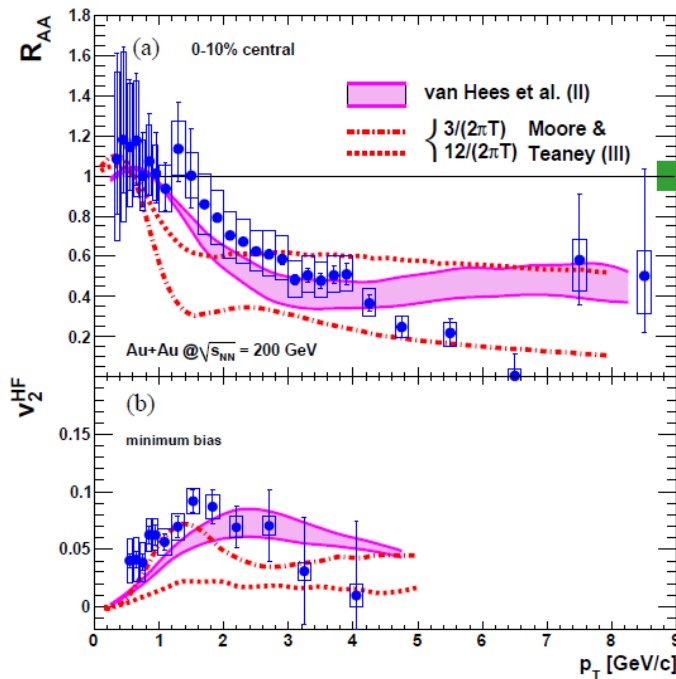 R_AA
1.8
1.6
1.4
1.2
1
0.8
0.6
0.4
0.2
(a)
0-10% central
van Hees et al. (II)
3/(2πT) Moore &
12/(2πT) Teaney (III)
Au+Au @ √s_NN = 200 GeV
v_2^HF
0.15
0.1
0.05
0
(b)
minimum bias
0 1 2 3 4 5 6 7 8 9
p_T [GeV/c]